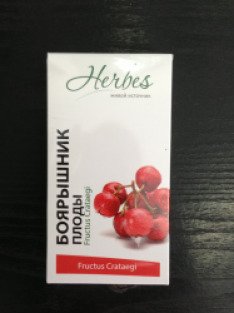 Herbes
живой источник
БОЯРЫШНИК
ПЛОДЫ
Fructus Crataegi
Fructus Crataegi